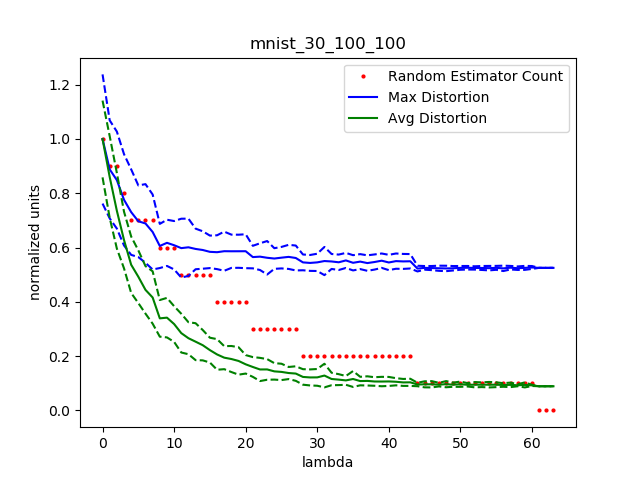 mnist_30_100_100
Random Estimator Count
Max Distortion
Avg Distortion
normalized units
1.2
1.0
0.8
0.6
0.4
0.2
0.0
0 10 20 30 40 50 60
lambda